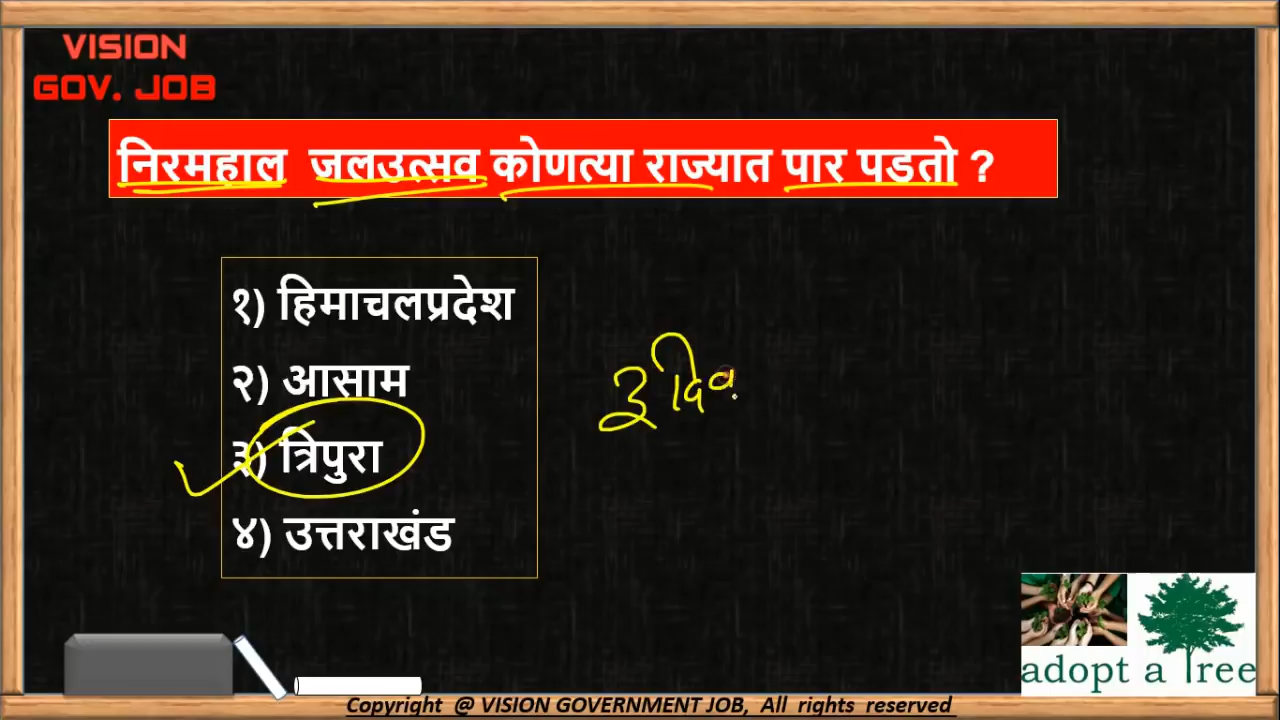 VISION
GOV. JOB
निरमहाल जलउत्सव कोणत्या राज्यात पार पडतो ?
१) हिमाचलप्रदेश
२) आसाम
३) त्रिपुरा
४) उत्तराखंड
३ दिव
adopt a Tree
Copyright @ VISION GOVERNMENT JOB, All rights reserved